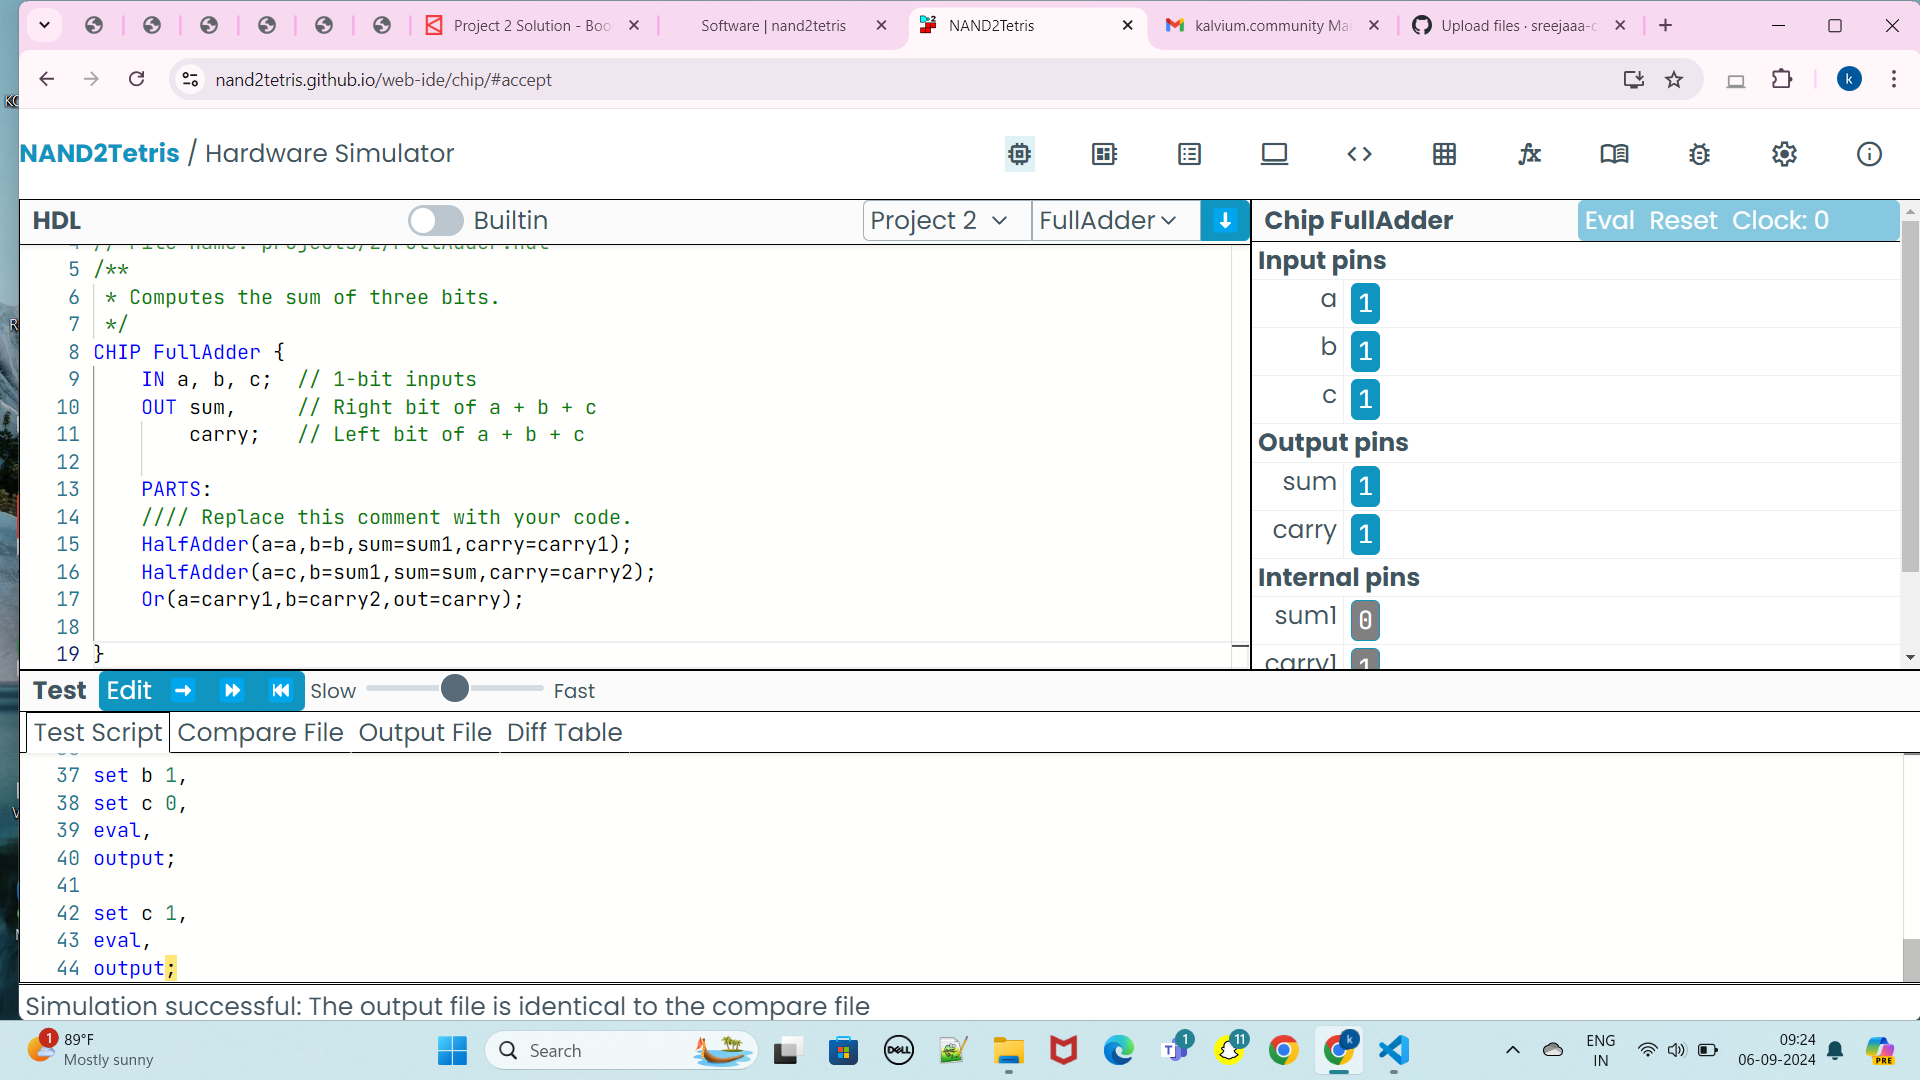 Project 2 Solution - Boo
Software | nand2tetris
NAND2Tetris
kalvium.community Mai
Upload files · sreejaaa-c
nand2tetris.github.io/web-ide/chip/#accept
k
NAND2Tetris / Hardware Simulator
HDL
Builtin
Project 2
FullAdder
Chip FullAdder
Eval Reset Clock: 0
4 // File name: projects/2/FullAdder.hdl
5 /**
6 * Computes the sum of three bits.
7 */
8 CHIP FullAdder {
9 IN a, b, c; // 1-bit inputs
10 OUT sum, // Right bit of a + b + c
11 carry; // Left bit of a + b + c
12
13 PARTS:
14 //// Replace this comment with your code.
15 HalfAdder(a=a,b=b,sum=sum1,carry=carry1);
16 HalfAdder(a=c,b=sum1,sum=sum,carry=carry2);
17 Or(a=carry1,b=carry2,out=carry);
18
19 }
Input pins
a 1
b 1
c 1
Output pins
sum 1
carry 1
Internal pins
sum1 0
carry1 1
Test Edit Slow Fast
Test Script Compare File Output File Diff Table
37 set b 1,
38 set c 0,
39 eval,
40 output;
41
42 set c 1,
43 eval,
44 output;
Simulation successful: The output file is identical to the compare file
1
89°F
Mostly sunny
Search
DELL
1
11
k
ENG
IN
09:24
06-09-2024
PRE